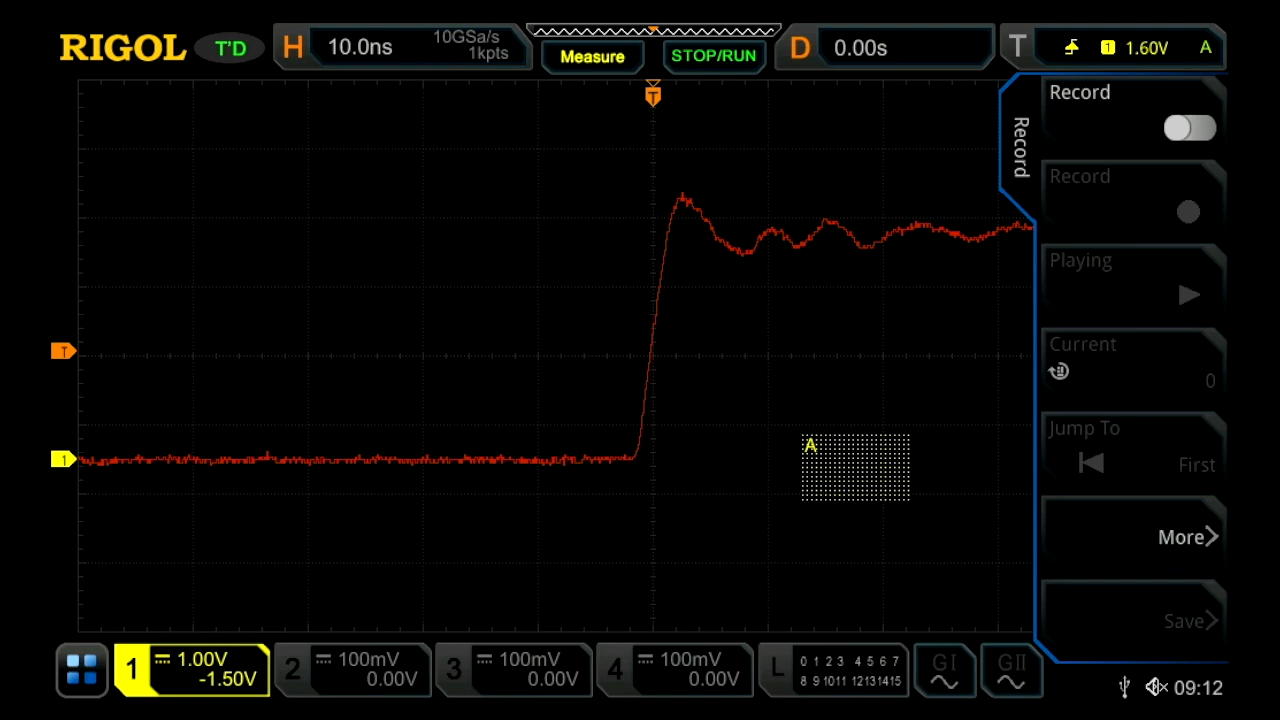 RIGOL
T'D
H
10.0ns
10GSa/s
1kpts
Measure
STOP/RUN
D
0.00s
T
1
1.60V
A
T
Record
Record
Record
Playing
Current
0
Jump To
First
More
Save
T
1
A
1
1.00V
-1.50V
2
100mV
0.00V
3
100mV
0.00V
4
100mV
0.00V
L
0 1 2 3 4 5 6 7
8 9 10 11 12 13 14 15
GI
GII
09:12